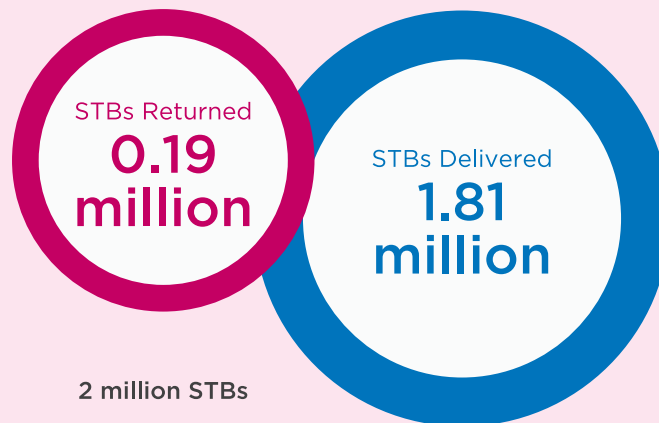 STBs Returned
0.19
million
STBs Delivered
1.81
million
2 million STBs